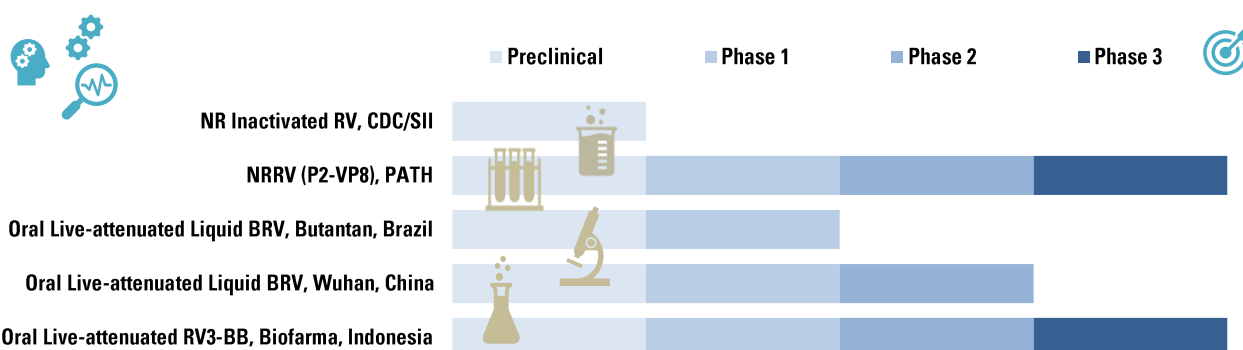 Preclinical
Phase 1
Phase 2
Phase 3
NR Inactivated RV, CDC/SII
NRRV (P2-VP8), PATH
Oral Live-attenuated Liquid BRV, Butantan, Brazil
Oral Live-attenuated Liquid BRV, Wuhan, China
Oral Live-attenuated RV3-BB, Biofarma, Indonesia